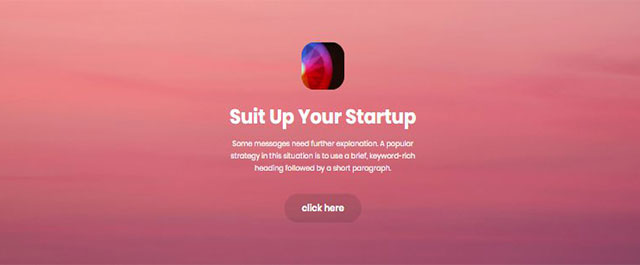 Suit Up Your Startup
Some messages need further explanation. A popular
strategy in this situation is to use a brief, keyword-rich
heading followed by a short paragraph.
click here